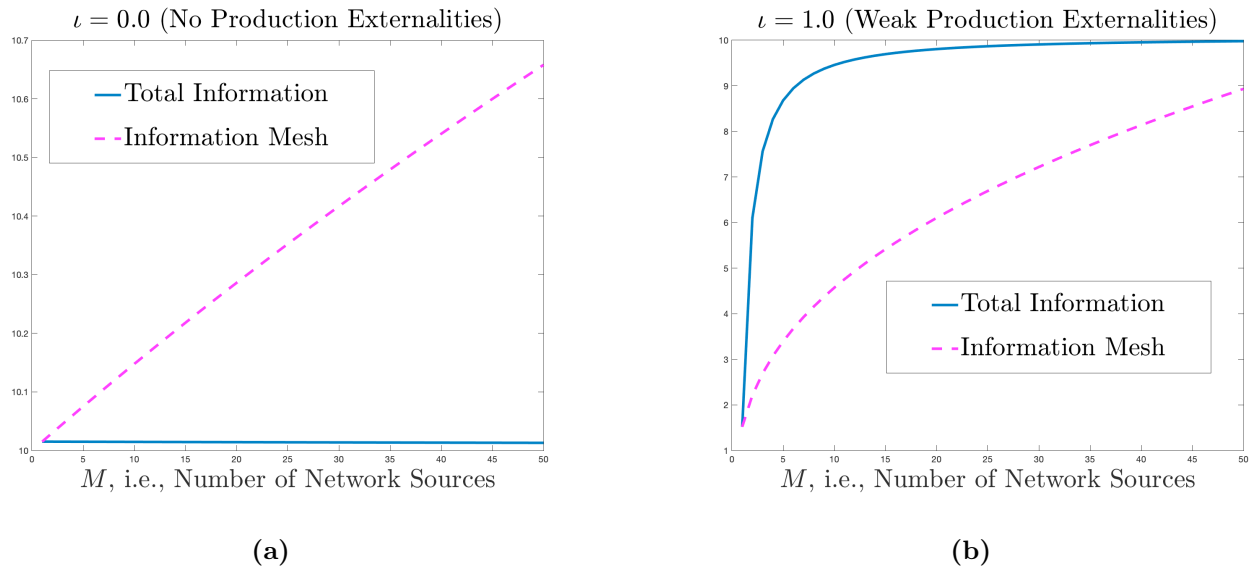 ι = 0.0 (No Production Externalities)
10.7
10.6
10.5
10.4
10.3
10.2
10.1
10
Total Information
Information Mesh
0 5 10 15 20 25 30 35 40 45 50
M, i.e., Number of Network Sources
(a)
ι = 1.0 (Weak Production Externalities)
10
9
8
7
6
5
4
3
2
1
Total Information
Information Mesh
0 5 10 15 20 25 30 35 40 45 50
M, i.e., Number of Network Sources
(b)